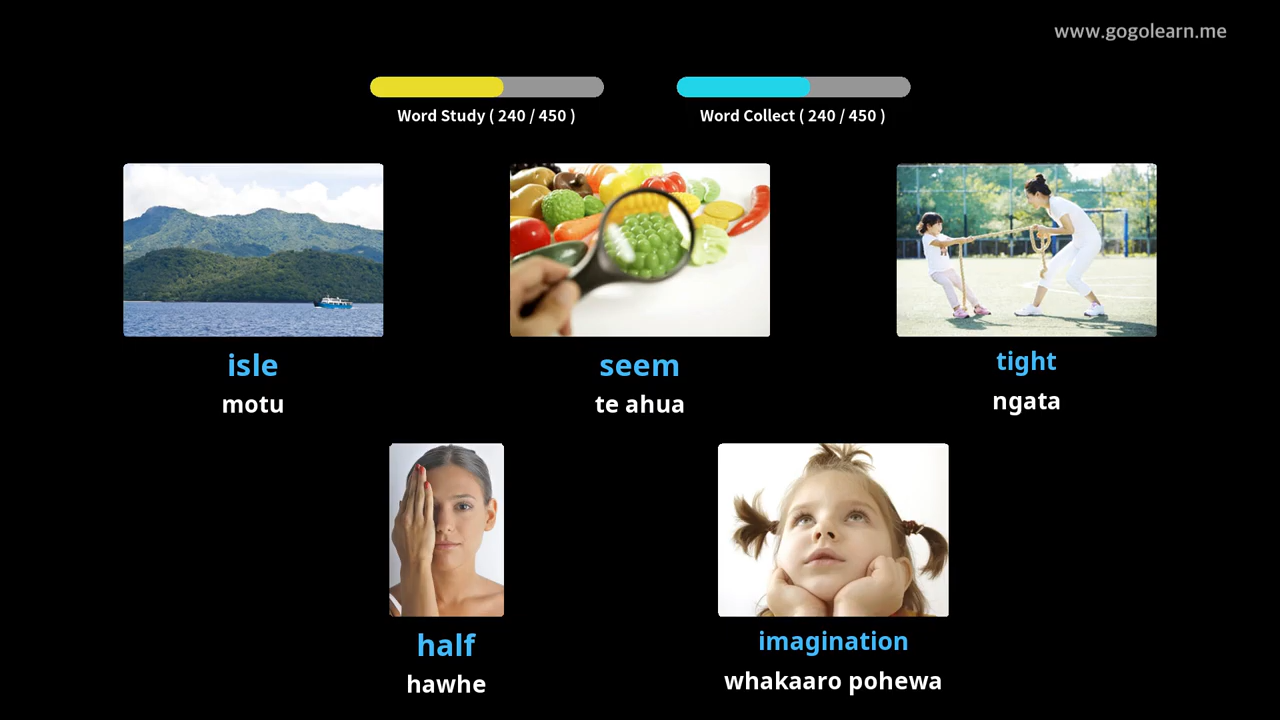 www.gogolearn.me
Word Study ( 240 / 450 )
Word Collect ( 240 / 450 )
isle
motu
seem
te ahua
tight
ngata
half
hawhe
imagination
whakaaro pohewa